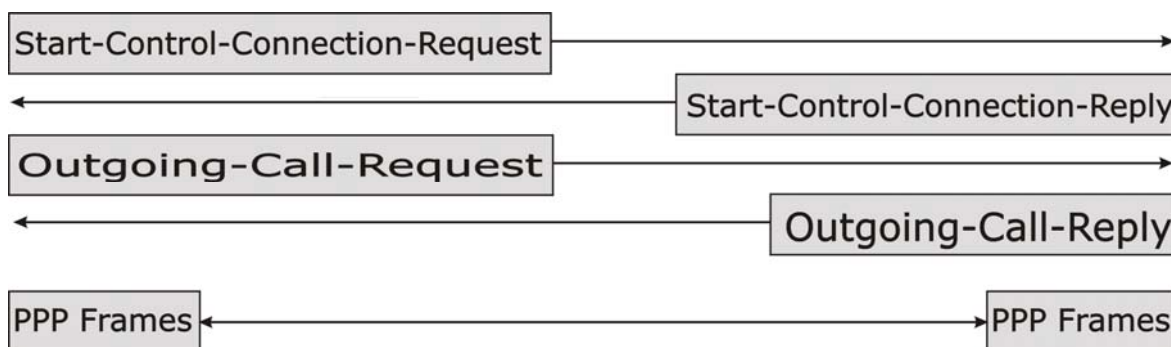 Start-Control-Connection-Request
Start-Control-Connection-Reply
Outgoing-Call-Request
Outgoing-Call-Reply
PPP Frames
PPP Frames